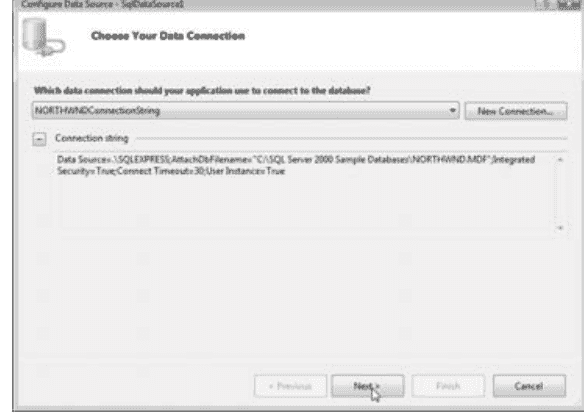 Configure Data Source - SqlDataSource1
Choose Your Data Connection
Which data connection should your application use to connect to the database?
NORTHWNDConnectionString
New Connection...
Connection string
Data Source=.\SQLEXPRESS;AttachDbFilename="C:\SQL Server 2000 Sample Databases\NORTHWND.MDF";Integrated
Security=True;Connect Timeout=30;User Instance=True
< Previous
Next >
Finish
Cancel